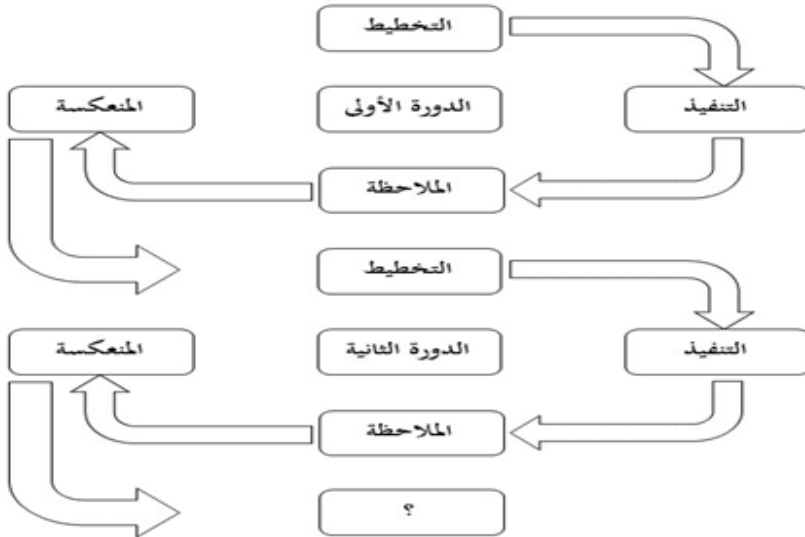 التخطيط
التنفيذ
الدورة الأولى
المنعكسة
الملاحظة
التخطيط
التنفيذ
الدورة الثانية
المنعكسة
الملاحظة
؟